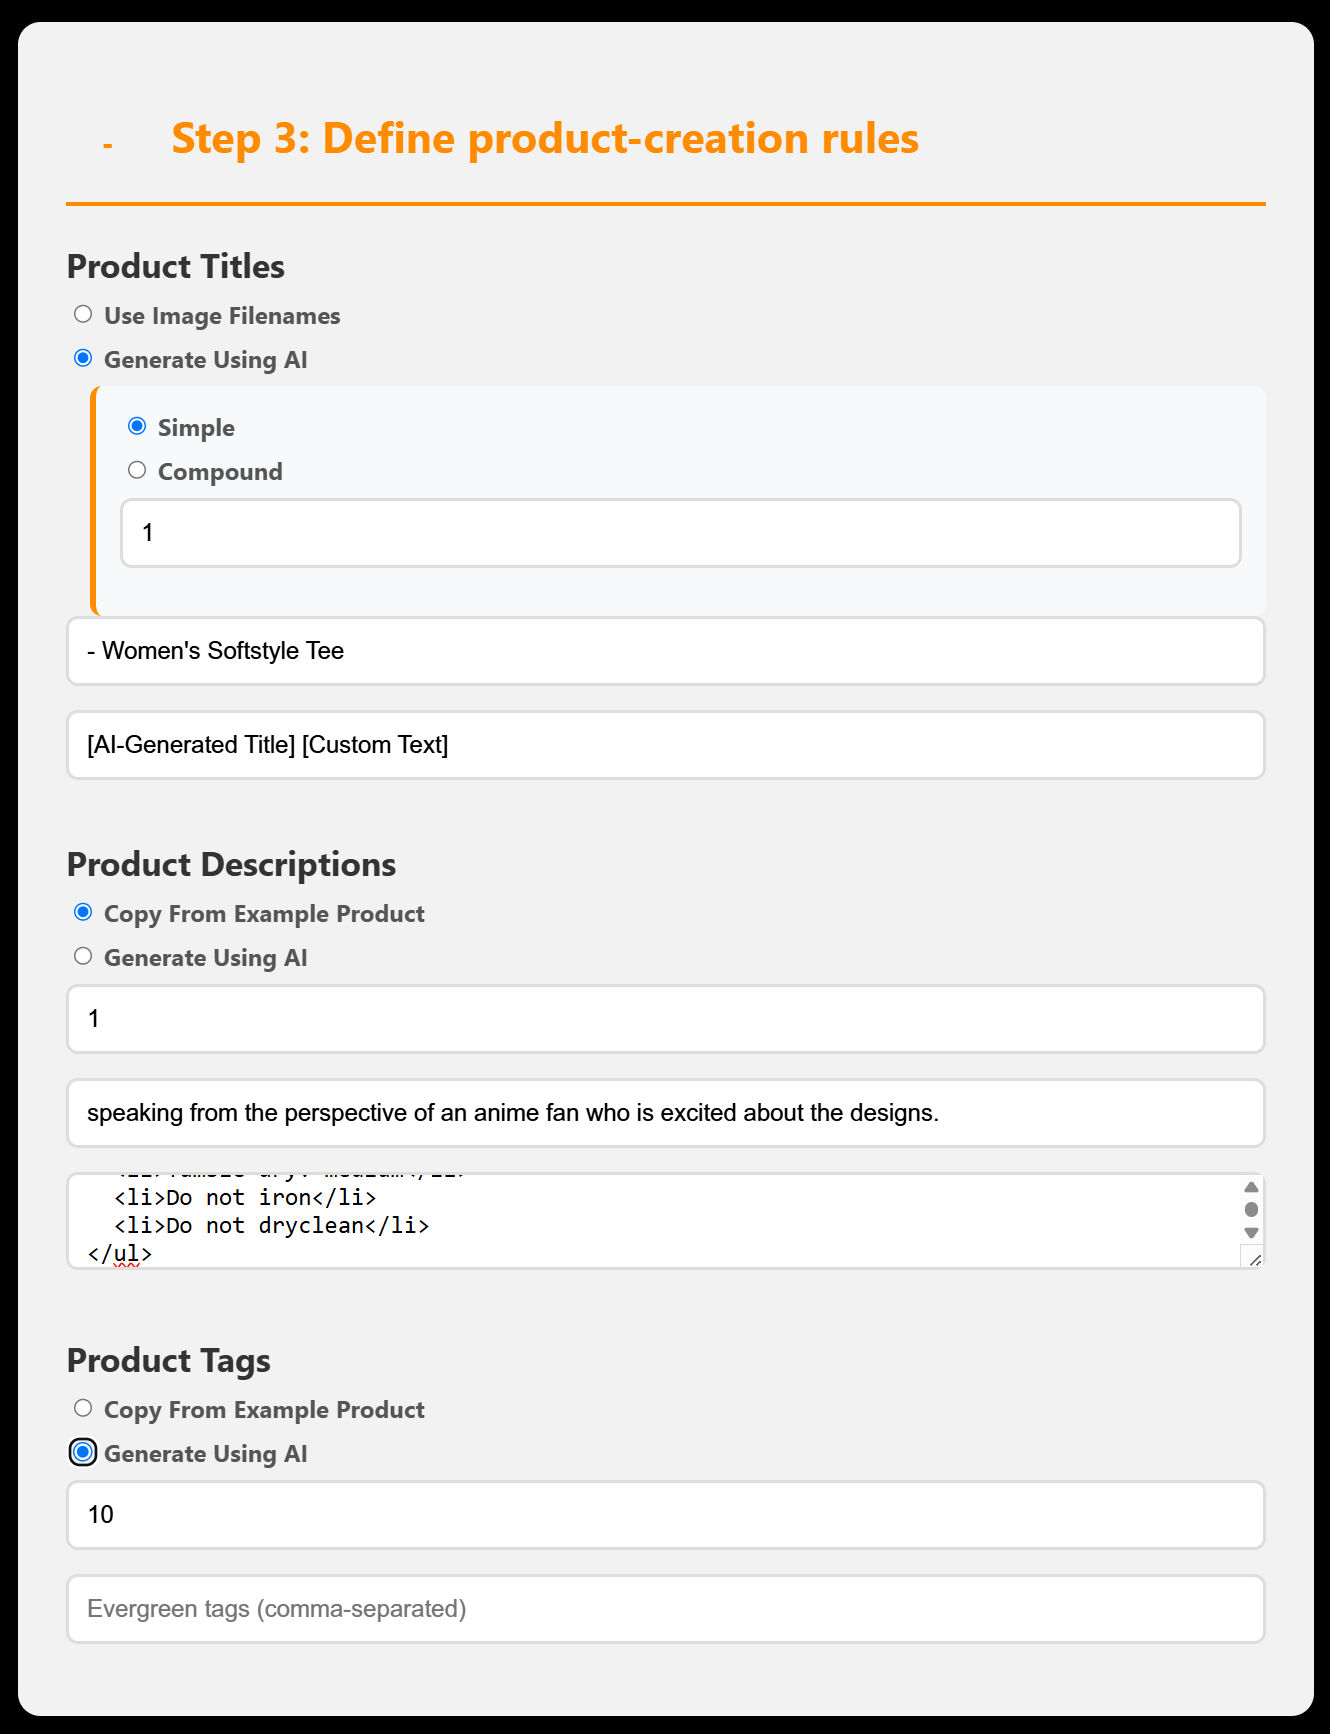 - Step 3: Define product-creation rules
Product Titles
Use Image Filenames
Generate Using AI
Simple
Compound
1
- Women's Softstyle Tee
[AI-Generated Title] [Custom Text]
Product Descriptions
Copy From Example Product
Generate Using AI
1
speaking from the perspective of an anime fan who is excited about the designs.
<li>Do not iron</li>
<li>Do not dryclean</li>
</ul>
Product Tags
Copy From Example Product
Generate Using AI
10
Evergreen tags (comma-separated)